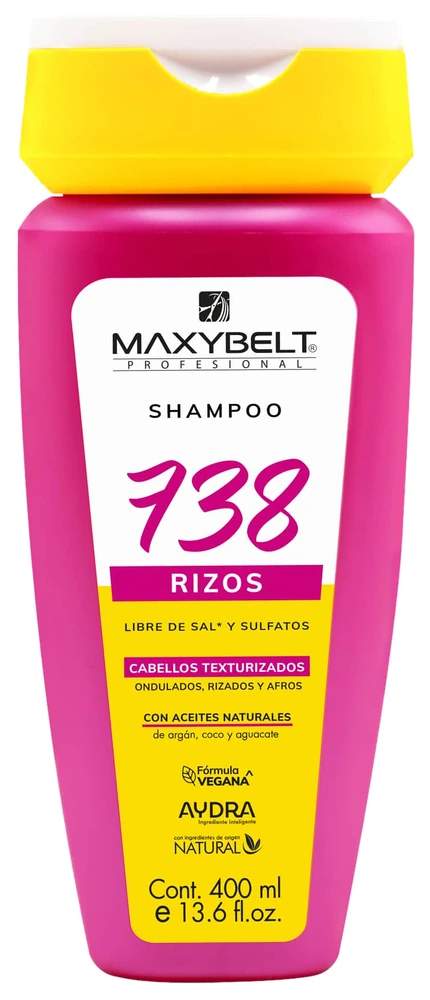 MAXYBELT®
PROFESIONAL
SHAMPOO
738
RIZOS
LIBRE DE SAL* Y SULFATOS
CABELLOS TEXTURIZADOS
ONDULADOS, RIZADOS Y AFROS
CON ACEITES NATURALES
de argán, coco y aguacate
Fórmula
VEGANA^
AYDRA
Ingrediente Inteligente
con ingredientes de origen
NATURAL
Cont. 400 ml
e 13.6 fl.oz.